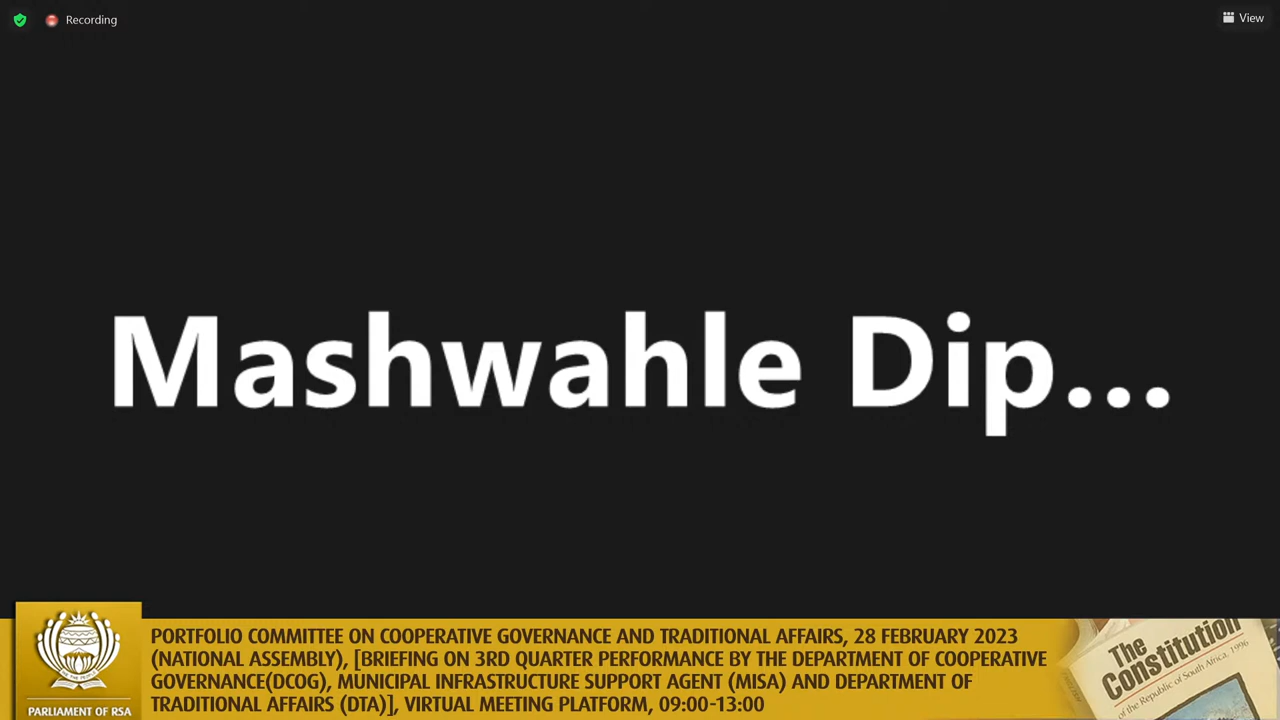 Recording
View
Mashwahle Dip...
PORTFOLIO COMMITTEE ON COOPERATIVE GOVERNANCE AND TRADITIONAL AFFAIRS, 28 FEBRUARY 2023
(NATIONAL ASSEMBLY), [BRIEFING ON 3RD QUARTER PERFORMANCE BY THE DEPARTMENT OF COOPERATIVE
GOVERNANCE(DCOG), MUNICIPAL INFRASTRUCTURE SUPPORT AGENT (MISA) AND DEPARTMENT OF
TRADITIONAL AFFAIRS (DTA)], VIRTUAL MEETING PLATFORM, 09:00-13:00
PARLIAMENT OF RSA
The
Constitution
of the Republic of South Africa, 1996